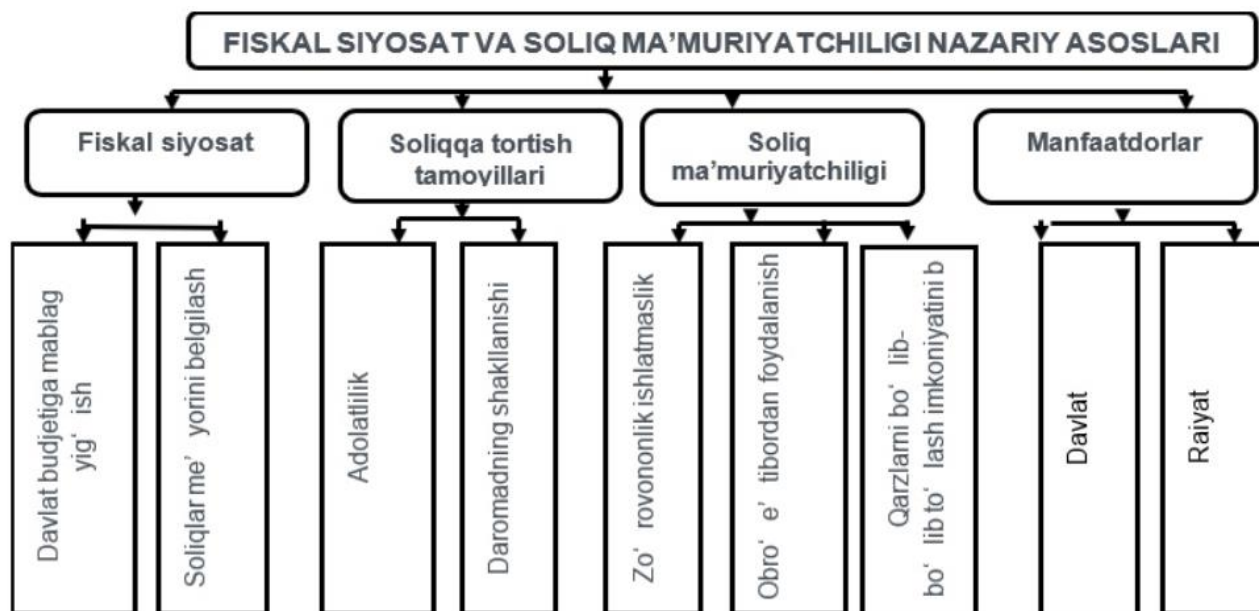 FISKAL SIYOSAT VA SOLIQ MA’MURIYATCHILIGI NAZARIY ASOSLARI
Fiskal siyosat
Soliqqa tortish
tamoyillari
Soliq
ma’muriyatchiligi
Manfaatdorlar
Davlat budjetiga mablag
yig‘ ish
Soliqlar me’ yorini belgilash
Adolatlilik
Daromadning shakllanishi
Zo‘ rovononlik ishlatmaslik
Obro‘ e’ tibordan foydalanish
Qarzlarni bo‘ lib-
bo‘ lib to‘ lash imkoniyatini b
Davlat
Raiyat